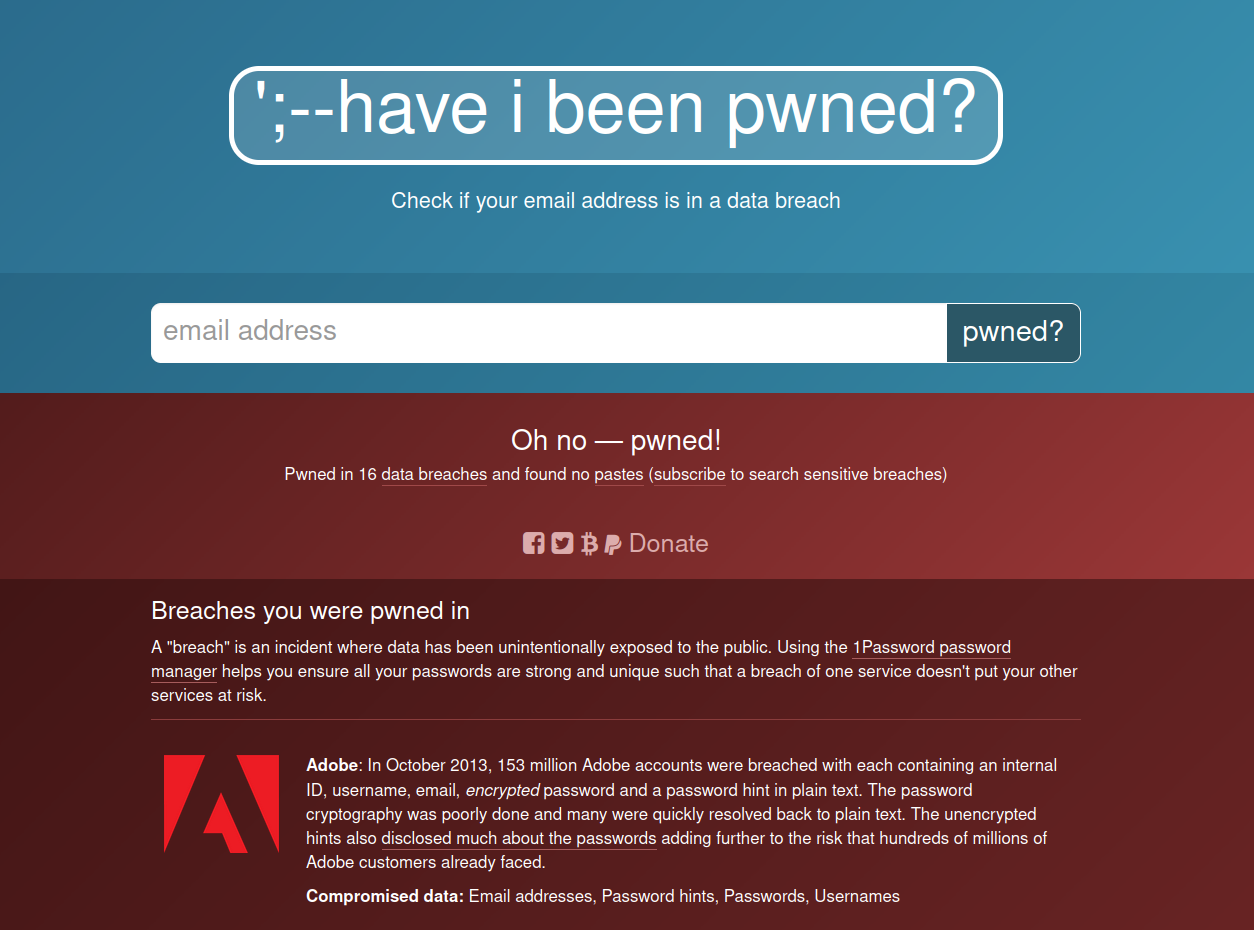 ';--have i been pwned?
Check if your email address is in a data breach
email address
pwned?
Oh no — pwned!
Pwned in 16 data breaches and found no pastes (subscribe to search sensitive breaches)
Donate
Breaches you were pwned in
A "breach" is an incident where data has been unintentionally exposed to the public. Using the 1Password password
manager helps you ensure all your passwords are strong and unique such that a breach of one service doesn't put your other
services at risk.
Adobe: In October 2013, 153 million Adobe accounts were breached with each containing an internal
ID, username, email, encrypted password and a password hint in plain text. The password
cryptography was poorly done and many were quickly resolved back to plain text. The unencrypted
hints also disclosed much about the passwords adding further to the risk that hundreds of millions of
Adobe customers already faced.
Compromised data: Email addresses, Password hints, Passwords, Usernames